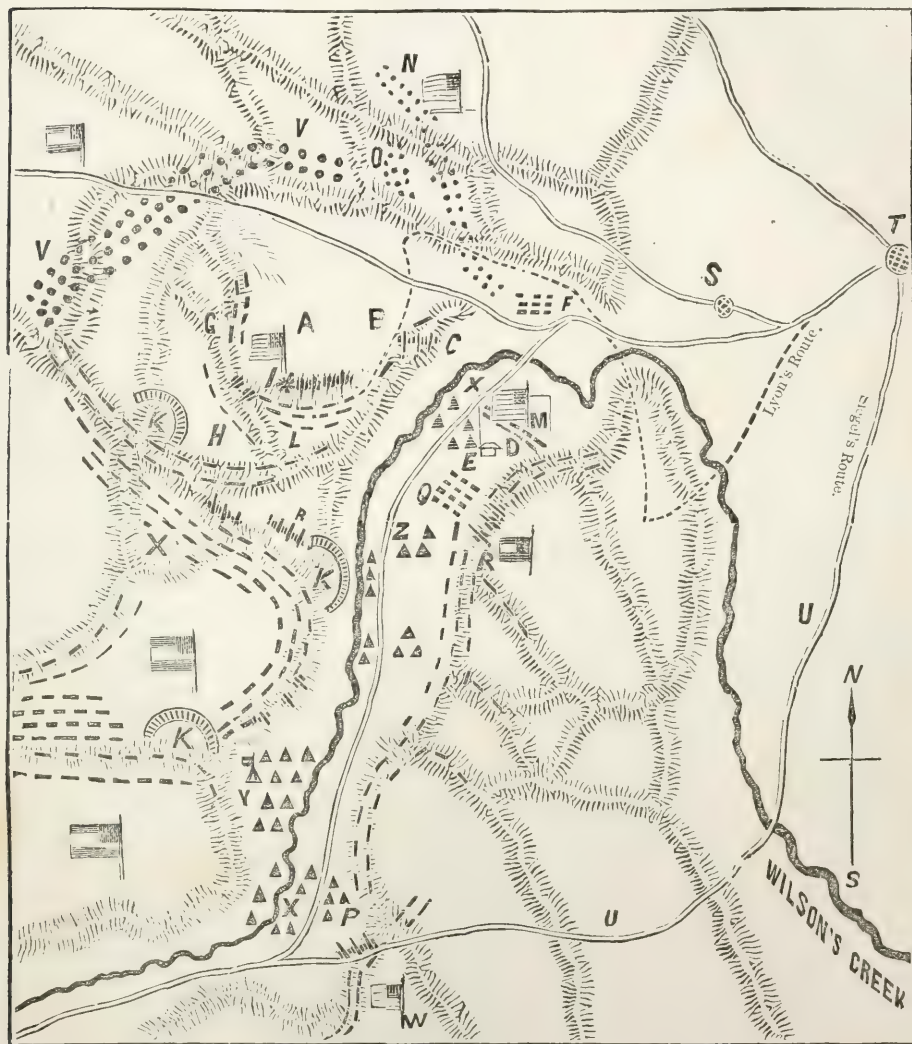 N
V
O
T
V
S
F
G
A
B
C
Lyon's Route.
X
M
I
K
H
L
D
E
Siegel's Route.
Q
R
Z
X
K
R
U
N
K
Y
S
X
P
U
WILSON'S CREEK
W